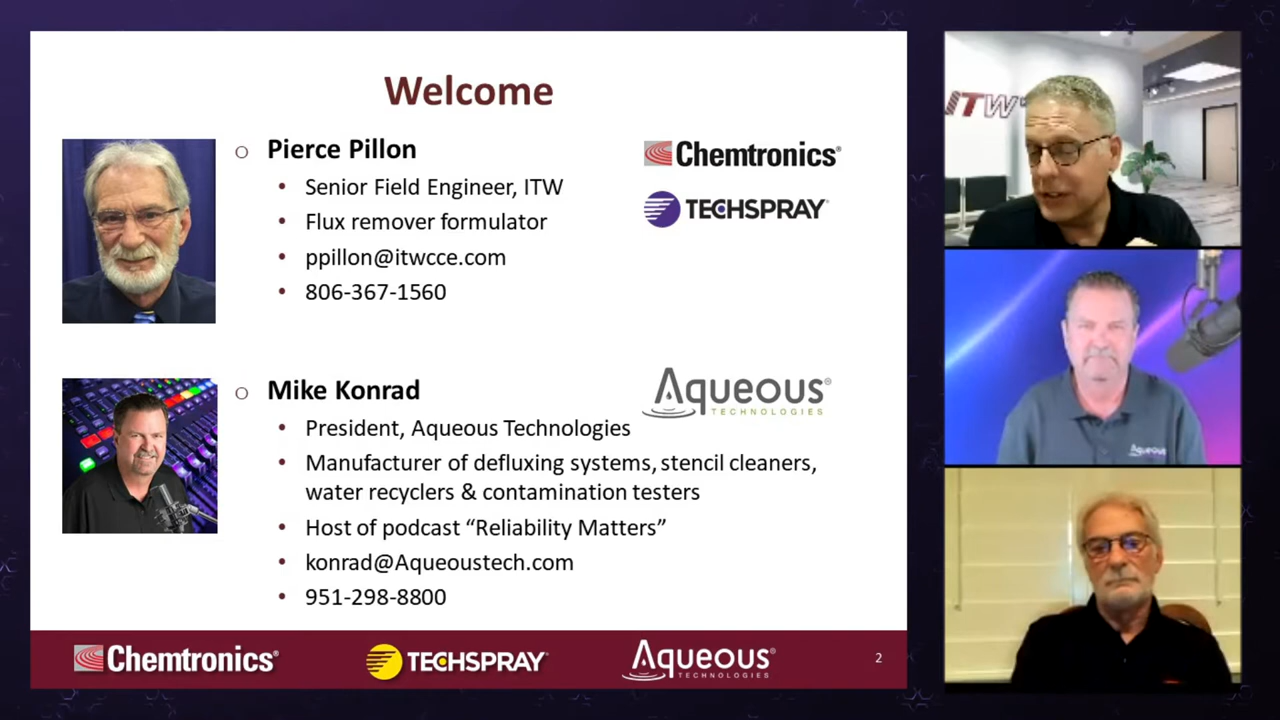 Welcome
Pierce Pillon
Senior Field Engineer, ITW
Flux remover formulator
ppillon@itwcce.com
806-367-1560
Chemtronics®
TECHSPRAY®
Mike Konrad
President, Aqueous Technologies
Manufacturer of defluxing systems, stencil cleaners,
water recyclers & contamination testers
Host of podcast “Reliability Matters”
konrad@Aqueoustech.com
951-298-8800
Aqueous®
TECHNOLOGIES
Chemtronics®
TECHSPRAY®
Aqueous®
TECHNOLOGIES
2
ITW
Aqueous